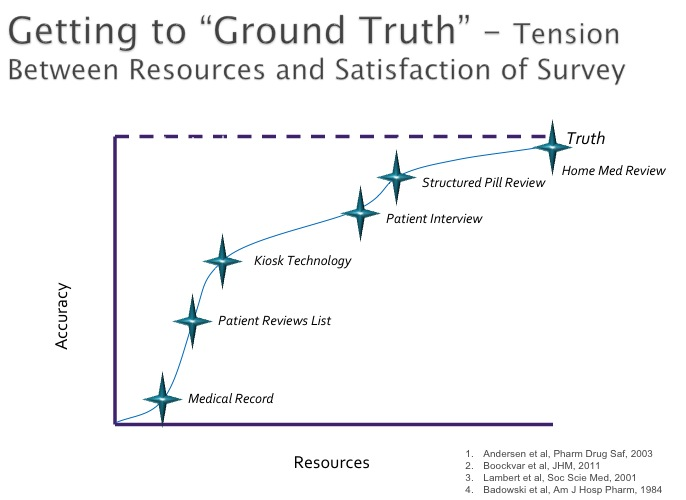 Getting to “Ground Truth” – Tension
Between Resources and Satisfaction of Survey
Truth
Home Med Review
Structured Pill Review
Patient Interview
Kiosk Technology
Patient Reviews List
Medical Record
Accuracy
Resources
1. Andersen et al, Pharm Drug Saf, 2003
2. Boockvar et al, JHM, 2011
3. Lambert et al, Soc Scie Med, 2001
4. Badowski et al, Am J Hosp Pharm, 1984